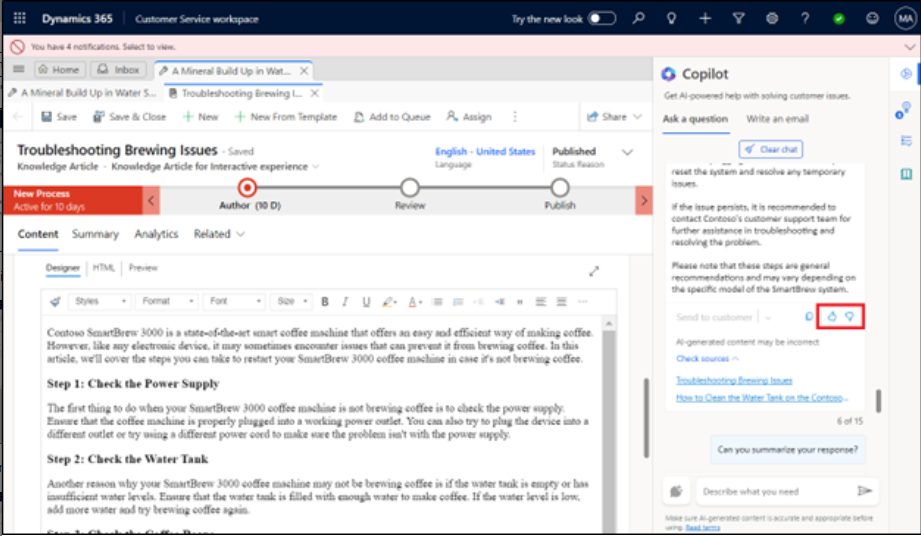 Dynamics 365
Customer Service workspace
Try the new look
MA
You have 4 notifications. Select to view.
Home
Inbox
A Mineral Build Up in Wat...
A Mineral Build Up in Water S...
Troubleshooting Brewing I...
Save
Save & Close
New
New From Template
Add to Queue
Assign
Share
Troubleshooting Brewing Issues - Saved
Knowledge Article · Knowledge Article for Interactive experience
English - United States
Language
Published
Status Reason
New Process
Active for 10 days
Author (10 D)
Review
Publish
Content
Summary
Analytics
Related
Designer
HTML
Preview
Styles
Format
Font
Size
B I U
A
Contoso SmartBrew 3000 is a state-of-the-art smart coffee machine that offers an easy and efficient way of making coffee.
However, like any electronic device, it may sometimes encounter issues that can prevent it from brewing coffee. In this
article, we'll cover the steps you can take to restart your SmartBrew 3000 coffee machine in case it's not brewing coffee.
Step 1: Check the Power Supply
The first thing to do when your SmartBrew 3000 coffee machine is not brewing coffee is to check the power supply.
Ensure that the coffee machine is properly plugged into a working power outlet. You can also try to plug the device into a
different outlet or try using a different power cord to make sure the problem isn't with the power supply.
Step 2: Check the Water Tank
Another reason why your SmartBrew 3000 coffee machine may not be brewing coffee is if the water tank is empty or has
insufficient water levels. Ensure that the water tank is filled with enough water to make coffee. If the water level is low,
add more water and try brewing coffee again.
Copilot
Get AI-powered help with solving customer issues.
Ask a question
Write an email
Clear chat
reset the system and resolve any temporary
issues.
If the issue persists, it is recommended to
contact Contoso's customer support team for
further assistance in troubleshooting and
resolving the problem.
Please note that these steps are general
recommendations and may vary depending on
the specific model of the SmartBrew system.
Send to customer
AI-generated content may be incorrect
Check sources
Troubleshooting Brewing Issues
How to Clean the Water Tank on the Contoso...
6 of 15
Can you summarize your response?
Describe what you need
Make sure AI-generated content is accurate and appropriate before
using. Read terms